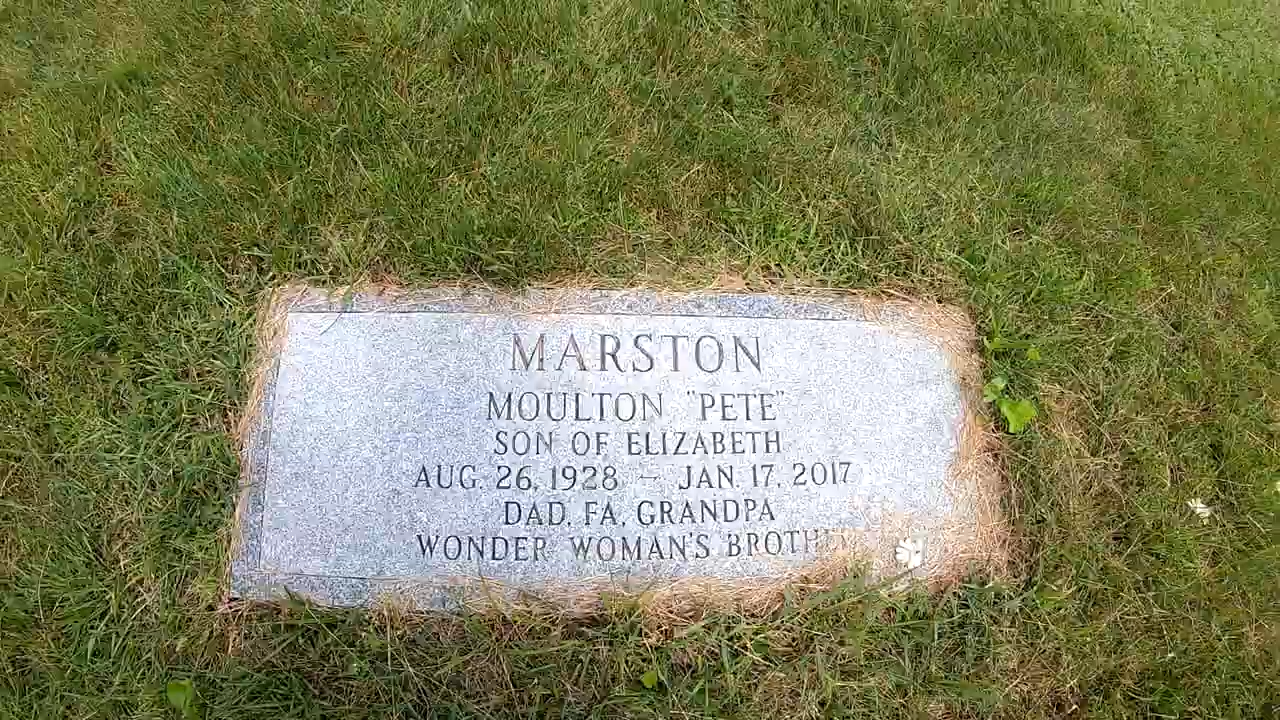 MARSTON
MOULTON "PETE"
SON OF ELIZABETH
AUG. 26, 1928 – JAN. 17, 2017
DAD, FA, GRANDPA
WONDER WOMAN'S